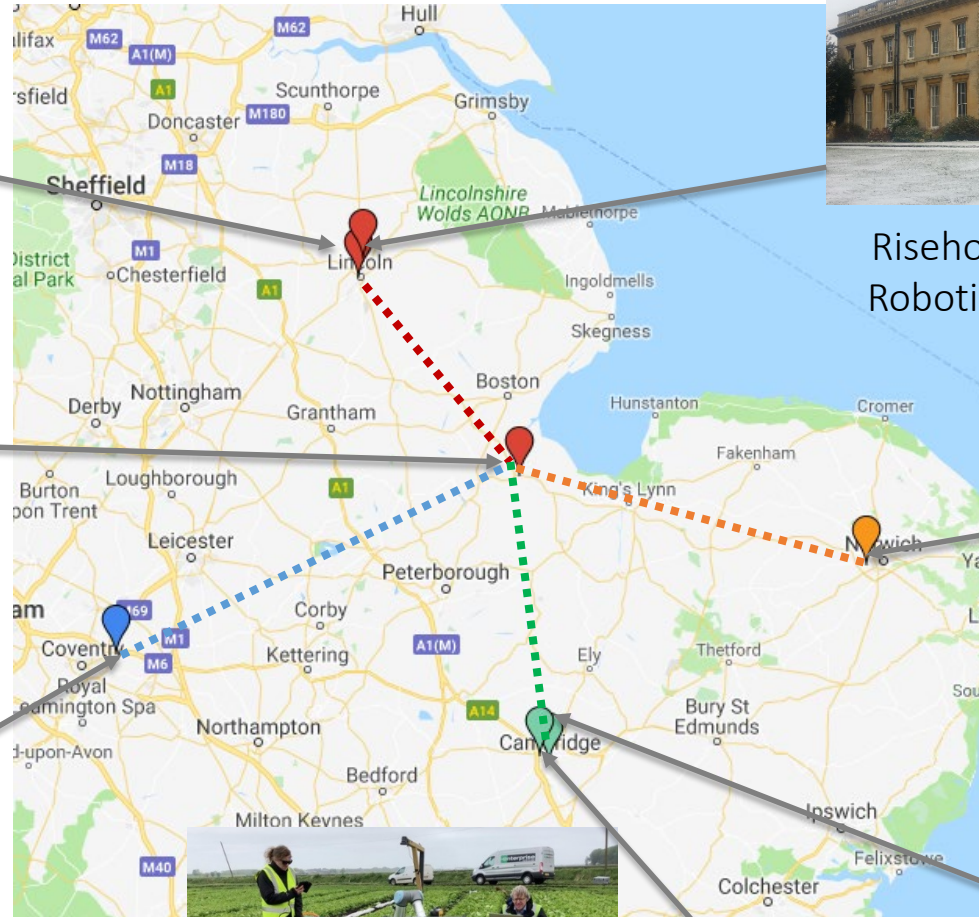 Hull
M62
M62
A1(M)
Scunthorpe
Grimsby
A1
M180
Doncaster
M18
Sheffield
Lincolnshire
Wolds AONB
Mablethorpe
District
al Park
M1
Chesterfield
Lincoln
A1
Ingoldmells
Skegness
Riseho
Roboti
Boston
Nottingham
Derby
Grantham
Hunstanton
Cromer
Fakenham
Loughborough
A1
King's Lynn
Burton
pon Trent
Leicester
Norwich
Ya
Peterborough
am
M69
Corby
L
Coventry
M1
M6
Kettering
A1(M)
Ely
Thetford
Royal
eamington Spa
Sou
Northampton
A14
Bury St
Edmunds
d-upon-Avon
Cambridge
Bedford
Ipswich
Milton Keynes
M40
Felixstowe
Colchester
enterprise